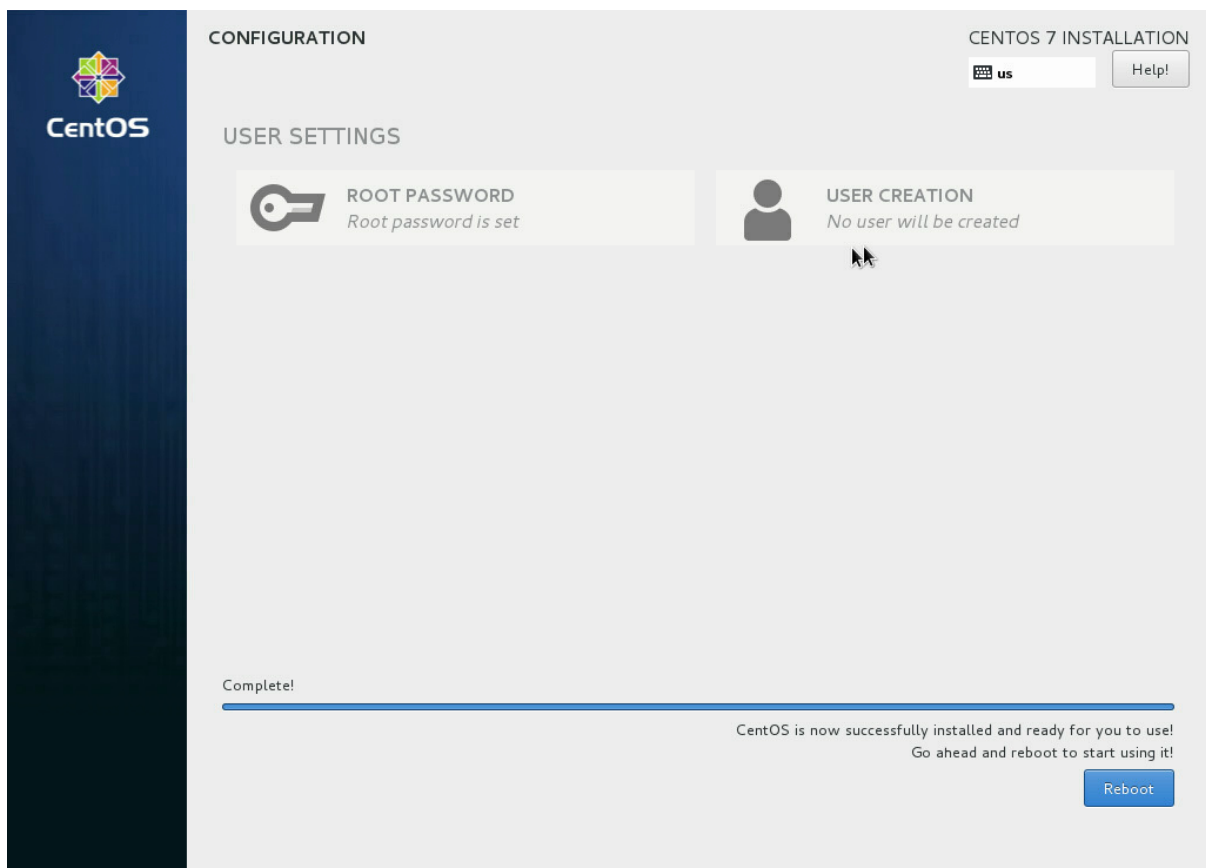 CentOS
CONFIGURATION
CENTOS 7 INSTALLATION
us
Help!
USER SETTINGS
ROOT PASSWORD
Root password is set
USER CREATION
No user will be created
Complete!
CentOS is now successfully installed and ready for you to use!
Go ahead and reboot to start using it!
Reboot